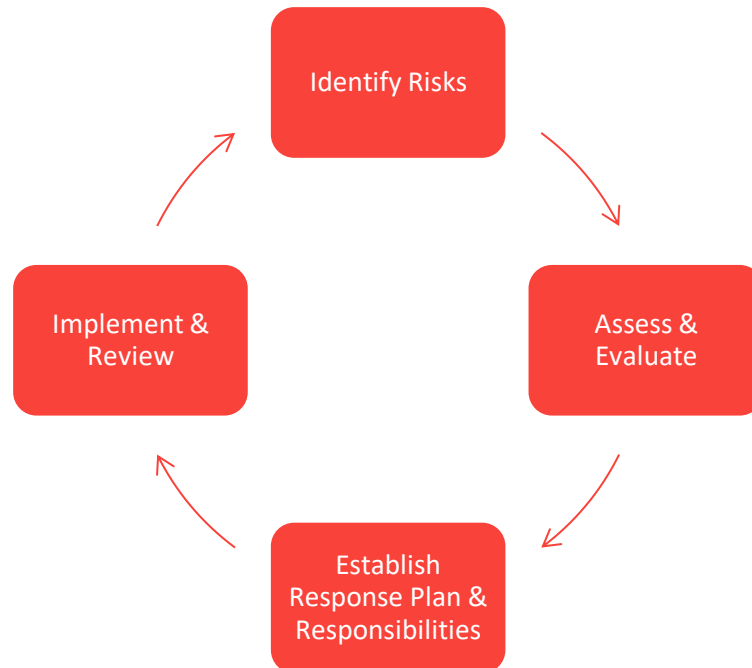 Identify Risks
Assess &
Evaluate
Establish
Response Plan &
Responsibilities
Implement &
Review